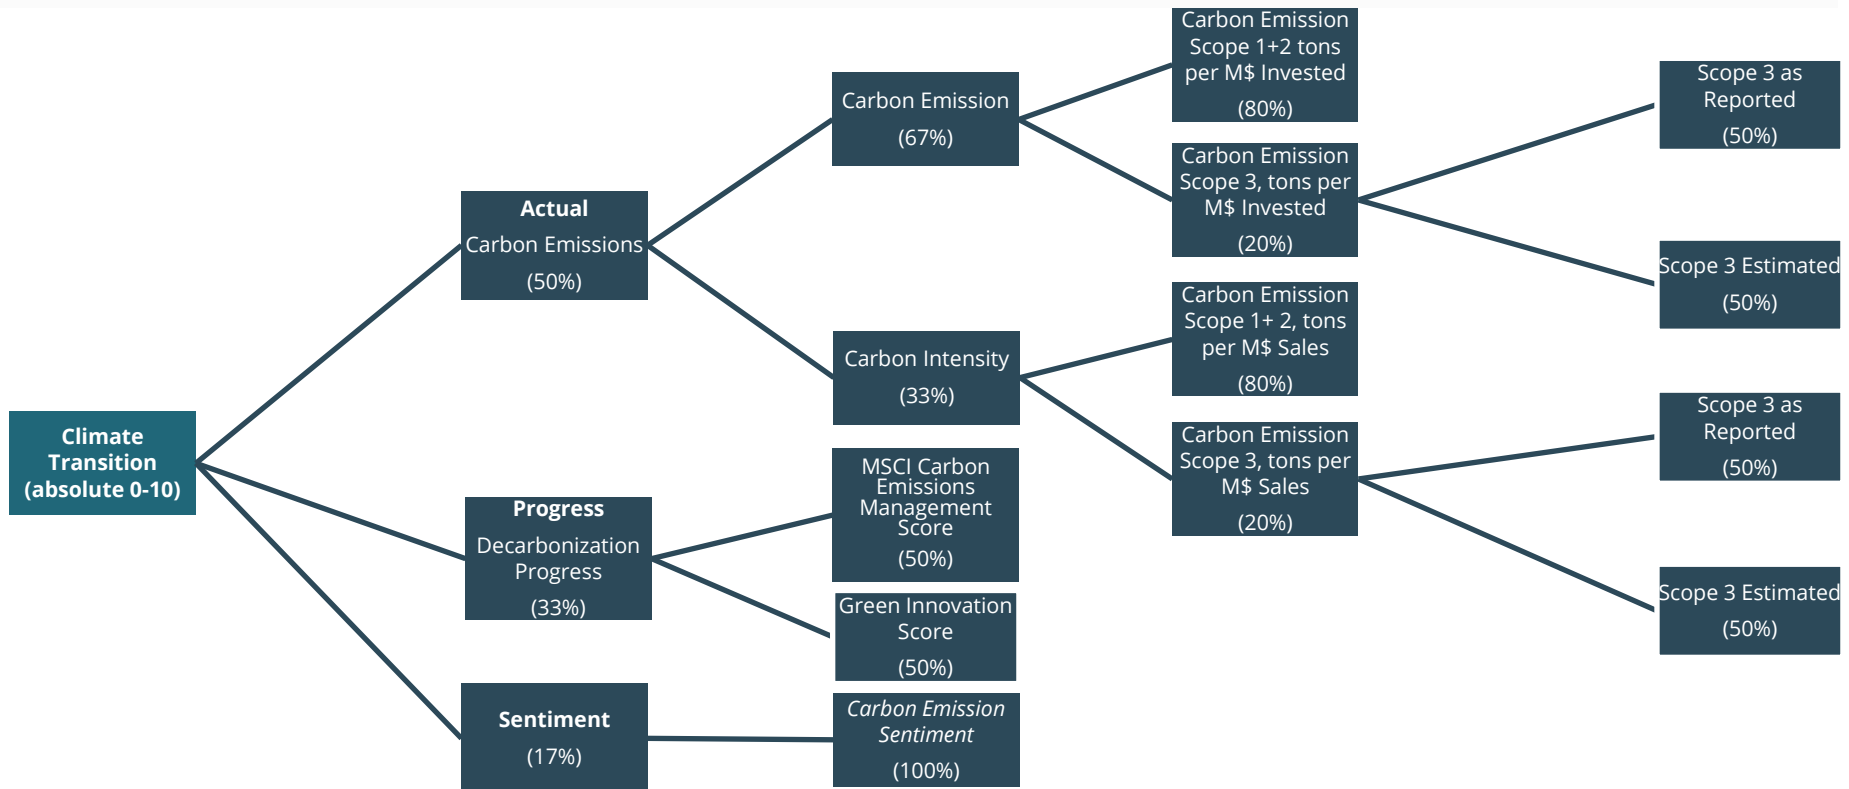 Climate
Transition
(absolute 0-10)
Actual
Carbon Emissions
(50%)
Progress
Decarbonization
Progress
(33%)
Sentiment
(17%)
Carbon Emission
(67%)
Carbon Intensity
(33%)
MSCI Carbon
Emissions
Management
Score
(50%)
Green Innovation
Score
(50%)
Carbon Emission
Sentiment
(100%)
Carbon Emission
Scope 1+2 tons
per M$ Invested
(80%)
Carbon Emission
Scope 3, tons per
M$ Invested
(20%)
Carbon Emission
Scope 1+ 2, tons
per M$ Sales
(80%)
Carbon Emission
Scope 3, tons per
M$ Sales
(20%)
Scope 3 as
Reported
(50%)
Scope 3 Estimated
(50%)
Scope 3 as
Reported
(50%)
Scope 3 Estimated
(50%)